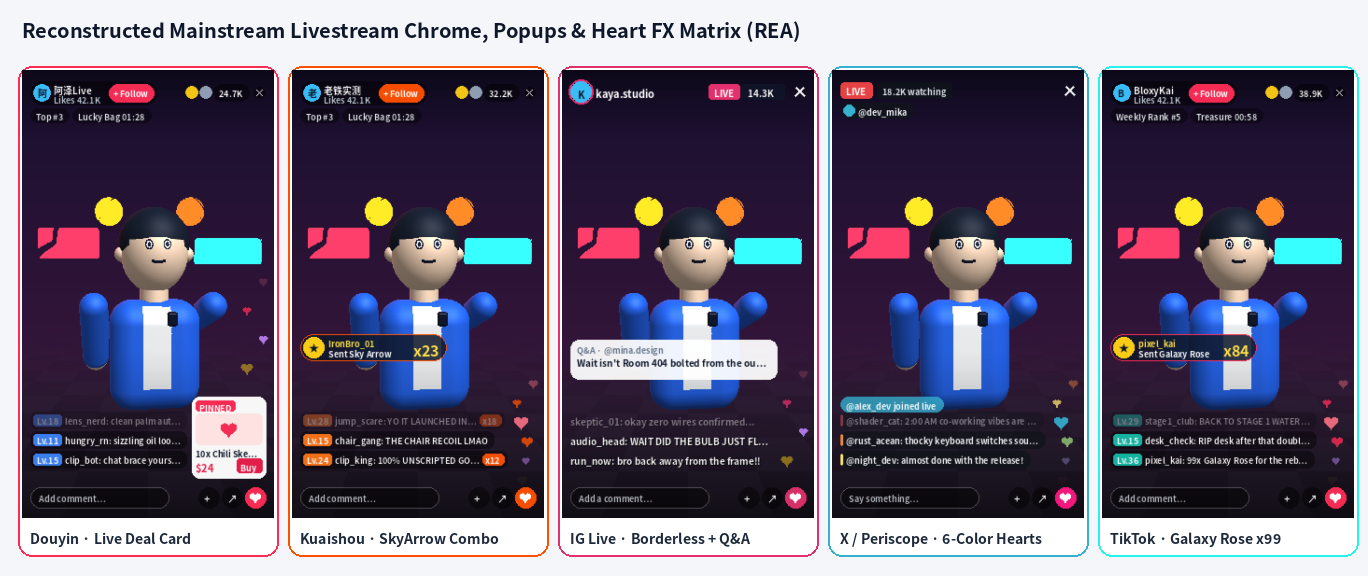 Reconstructed Mainstream Livestream Chrome, Popups & Heart FX Matrix (REA)
阿
阿泽Live
Likes 42.1K
+ Follow
24.7K
×
Top #3
Lucky Bag 01:28
PINNED
Lv.18 lens_nerd: clean palm aut…
Lv.11 hungry_rn: sizzling oil loo…
Lv.15 clip_bot: chat brace yours…
10x Chili Ske…
$24
Buy
Add comment…
Douyin · Live Deal Card
老
老铁实测
Likes 42.1K
+ Follow
32.2K
×
Top #3
Lucky Bag 01:28
IronBro_01
Sent Sky Arrow
x23
Lv.28 jump_scare: YO IT LAUNCHED IN… x18
Lv.15 chair_gang: THE CHAIR RECOIL LMAO
Lv.24 clip_king: 100% UNSCRIPTED GO… x12
Add comment…
Kuaishou · SkyArrow Combo
K
kaya.studio
LIVE
14.3K
×
Q&A · @mina.design
Wait isn't Room 404 bolted from the ou…
skeptic_01: okay zero wires confirmed…
audio_head: WAIT DID THE BULB JUST FL…
run_now: bro back away from the frame!!
Add a comment…
IG Live · Borderless + Q&A
LIVE
18.2K watching
×
@dev_mika
@alex_dev joined live
@shader_cat: 2:00 AM co-working vibes are …
@rust_ocean: thocky keyboard switches sou…
@night_dev: almost done with the release!
Say something…
X / Periscope · 6-Color Hearts
B
BloxyKai
Likes 42.1K
+ Follow
38.9K
×
Weekly Rank #5
Treasure 00:58
pixel_kai
Sent Galaxy Rose
x84
Lv.29 stage1_club: BACK TO STAGE 1 WATER…
Lv.15 desk_check: RIP desk after that doubl…
Lv.36 pixel_kai: 99x Galaxy Rose for the reb…
Add comment…
TikTok · Galaxy Rose x99